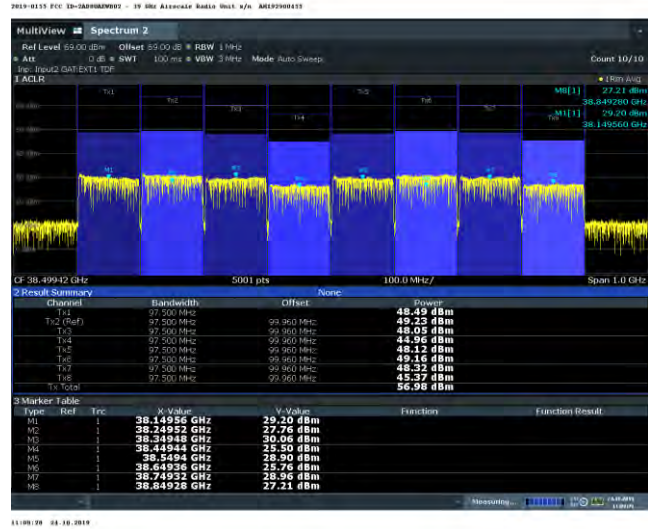 2019-0155 FCC ID-2AD8UAZWD02 - 39 GHz Airscale Radio Unit s/n AH192900455
MultiView Spectrum 2
Ref Level 69.00 dBm Offset 69.00 dB RBW 1 MHz
Att 0 dB SWT 100 ms VBW 3 MHz Mode Auto Sweep Count 10/10
Inp: Input2 GAT:EXT1 TDF
1 ACLR 1Rm Avg
Tx1 Tx2 Tx3 Tx4 Tx5 Tx6 Tx7 Tx8
M8[1] 27.21 dBm
38.849280 GHz
M1[1] 29.20 dBm
38.149560 GHz
CF 38.49942 GHz 5001 pts 100.0 MHz/ Span 1.0 GHz
2 Result Summary None
Channel Bandwidth Offset Power
Tx1 97.500 MHz 48.49 dBm
Tx2 (Ref) 97.500 MHz 99.960 MHz 49.23 dBm
Tx3 97.500 MHz 99.960 MHz 48.05 dBm
Tx4 97.500 MHz 99.960 MHz 44.96 dBm
Tx5 97.500 MHz 99.960 MHz 48.12 dBm
Tx6 97.500 MHz 99.960 MHz 49.16 dBm
Tx7 97.500 MHz 99.960 MHz 48.32 dBm
Tx8 97.500 MHz 99.960 MHz 45.37 dBm
Tx Total 56.98 dBm
3 Marker Table
Type Ref Trc X-Value Y-Value Function Function Result
M1 1 38.14956 GHz 29.20 dBm
M2 1 38.24952 GHz 27.76 dBm
M3 1 38.34948 GHz 30.06 dBm
M4 1 38.44944 GHz 25.50 dBm
M5 1 38.5494 GHz 28.90 dBm
M6 1 38.64936 GHz 25.76 dBm
M7 1 38.74932 GHz 28.96 dBm
M8 1 38.84928 GHz 27.21 dBm
Measuring...
11:09:28 24.10.2019